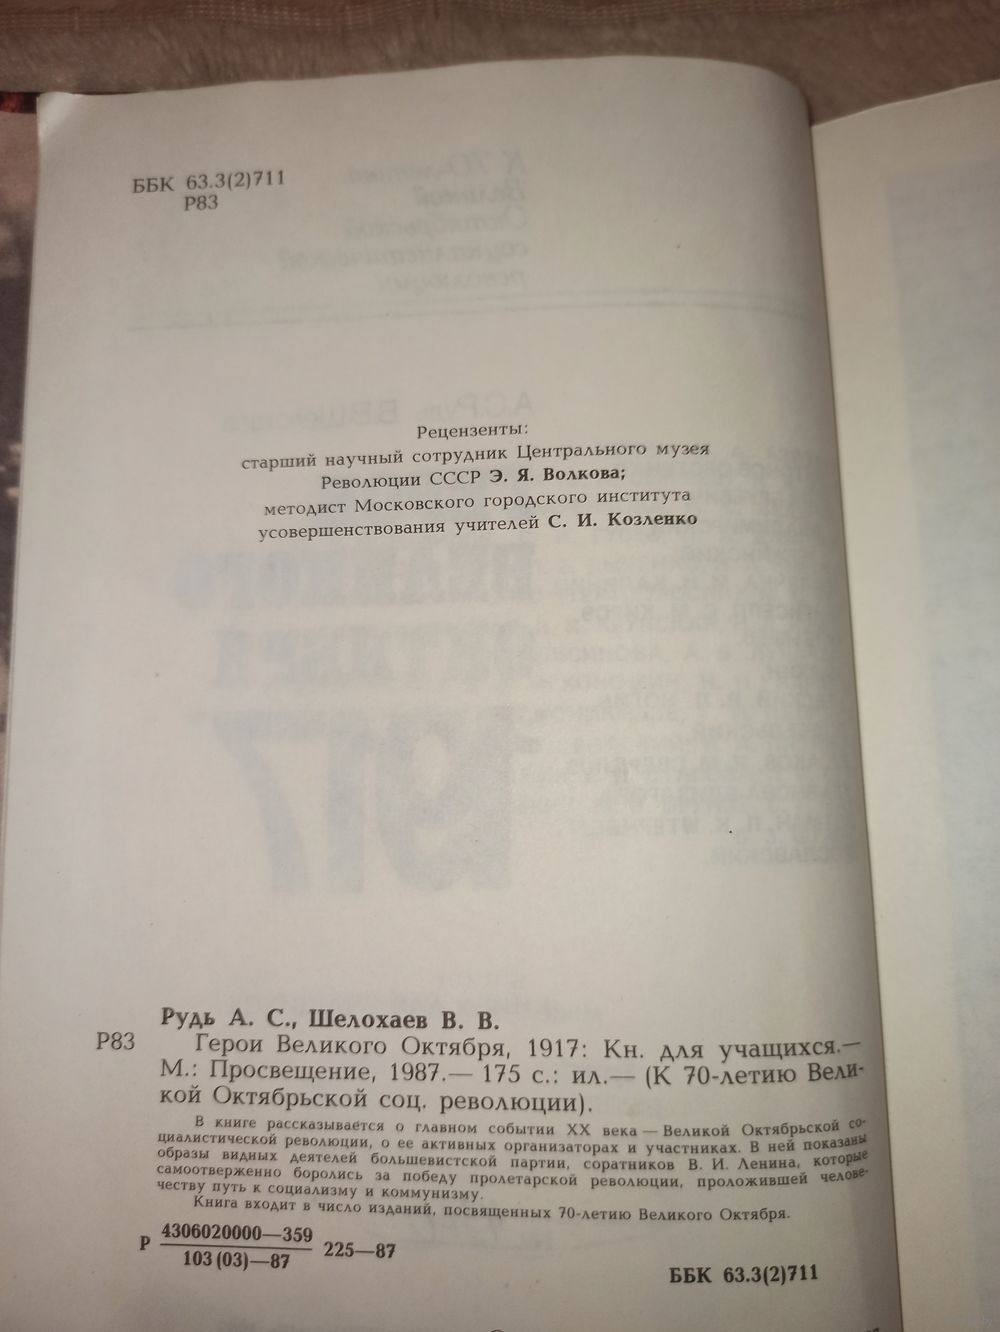 ББК 63.3(2)711
Р83
Рецензенты:
старший научный сотрудник Центрального музея
Революции СССР Э. Я. Волкова;
методист Московского городского института
усовершенствования учителей С. И. Козленко
Рудь А. С., Шелохаев В. В.
Р83 Герои Великого Октября, 1917: Кн. для учащихся.—
М.: Просвещение, 1987.— 175 с.: ил.— (К 70-летию Вели-
кой Октябрьской соц. революции).
В книге рассказывается о главном событии XX века — Великой Октябрьской со-
циалистической революции, о ее активных организаторах и участниках. В ней показаны
образы видных деятелей большевистской партии, соратников В. И. Ленина, которые
самоотверженно боролись за победу пролетарской революции, проложившей челове-
честву путь к социализму и коммунизму.
Книга входит в число изданий, посвященных 70-летию Великого Октября.
Р 4306020000—359
103(03)—87 225—87
ББК 63.3(2)711